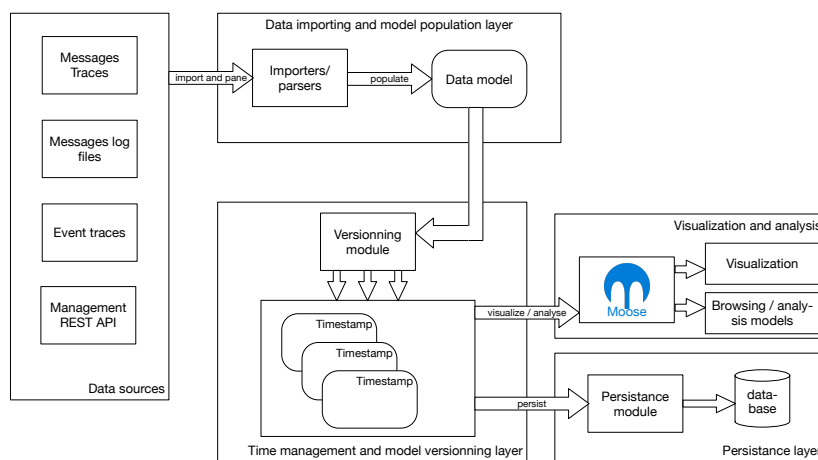 Data importing and model population layer
Messages
Traces
Messages log
files
Event traces
Management
REST API
Data sources
import and pane
Importers/
parsers
populate
Data model
Versionning
module
Timestamp
Timestamp
Timestamp
Time management and model versionning layer
visualize / analyse
persist
Visualization and analysis
Moose
Visualization
Browsing / analy-
sis models
Persistance
module
data-
base
Persistance layer